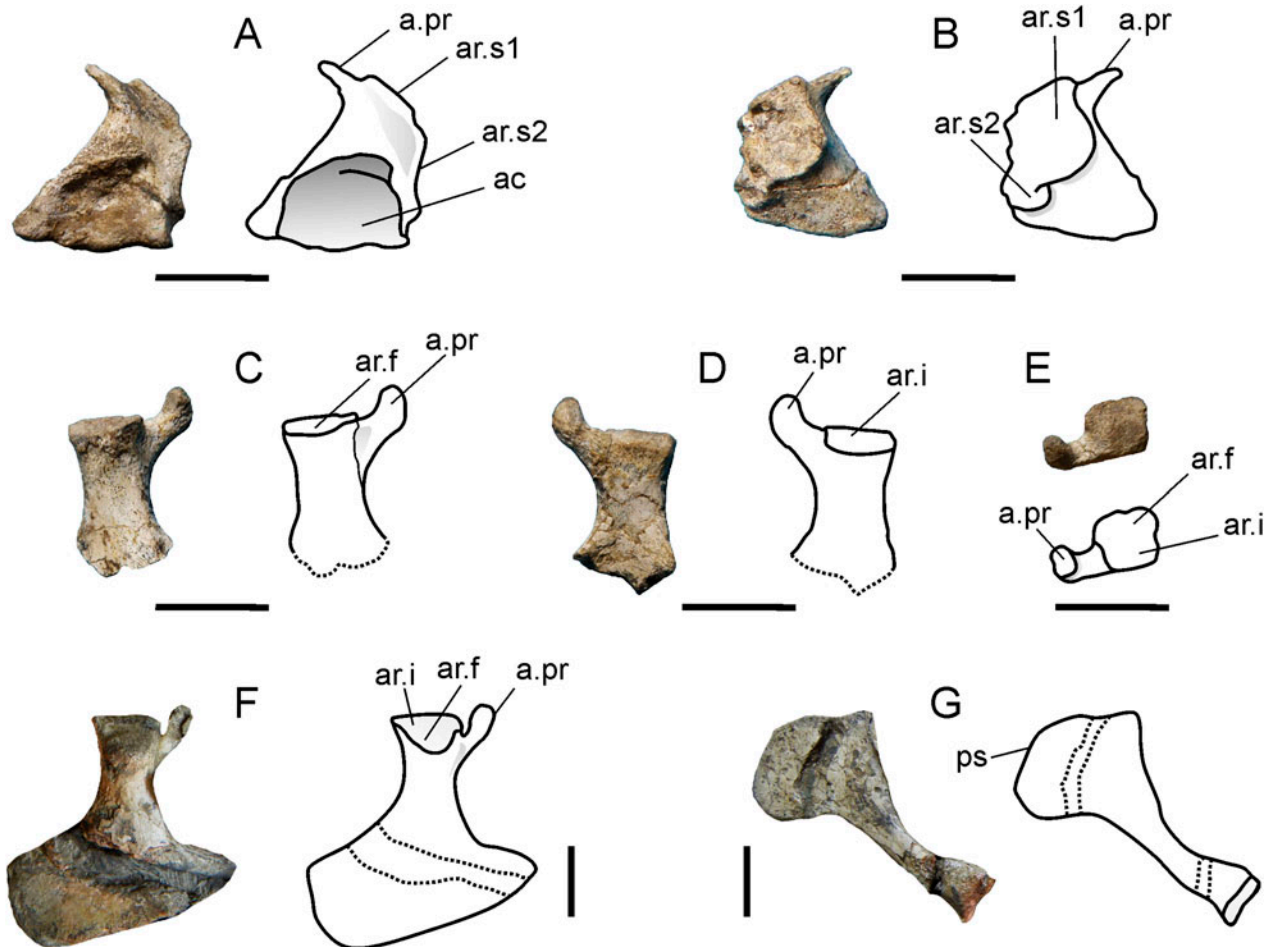 A
a.pr
ar.s1
ar.s2
ac
B
ar.s1
a.pr
ar.s2
C
ar.f
a.pr
D
a.pr
ar.i
E
ar.f
a.pr
ar.i
F
ar.i
ar.f
a.pr
G
ps